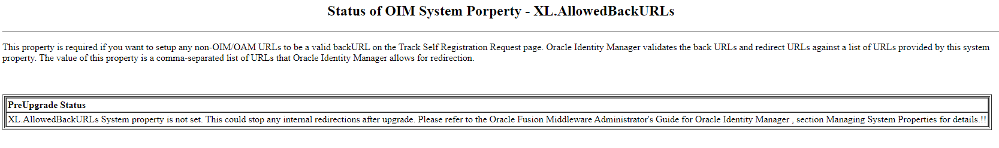 Status of OIM System Porperty - XL.AllowedBackURLs
This property is required if you want to setup any non-OIM/OAM URLs to be a valid backURL on the Track Self Registration Request page. Oracle Identity Manager validates the back URLs and redirect URLs against a list of URLs provided by this system
property. The value of this property is a comma-separated list of URLs that Oracle Identity Manager allows for redirection.
PreUpgrade Status
XL.AllowedBackURLs System property is not set. This could stop any internal redirections after upgrade. Please refer to the Oracle Fusion Middleware Administrator's Guide for Oracle Identity Manager , section Managing System Properties for details.!!